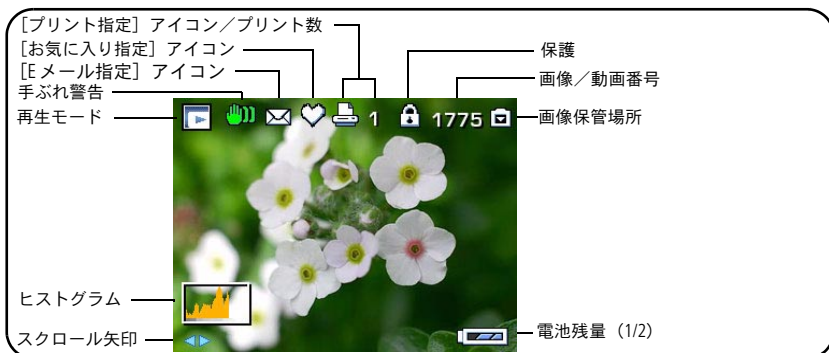 [プリント指定] アイコン/プリント数
[お気に入り指定] アイコン
[Eメール指定] アイコン
手ぶれ警告
再生モード
保護
画像/動画番号
画像保管場所
1
1775
ヒストグラム
スクロール矢印
電池残量 (1/2)